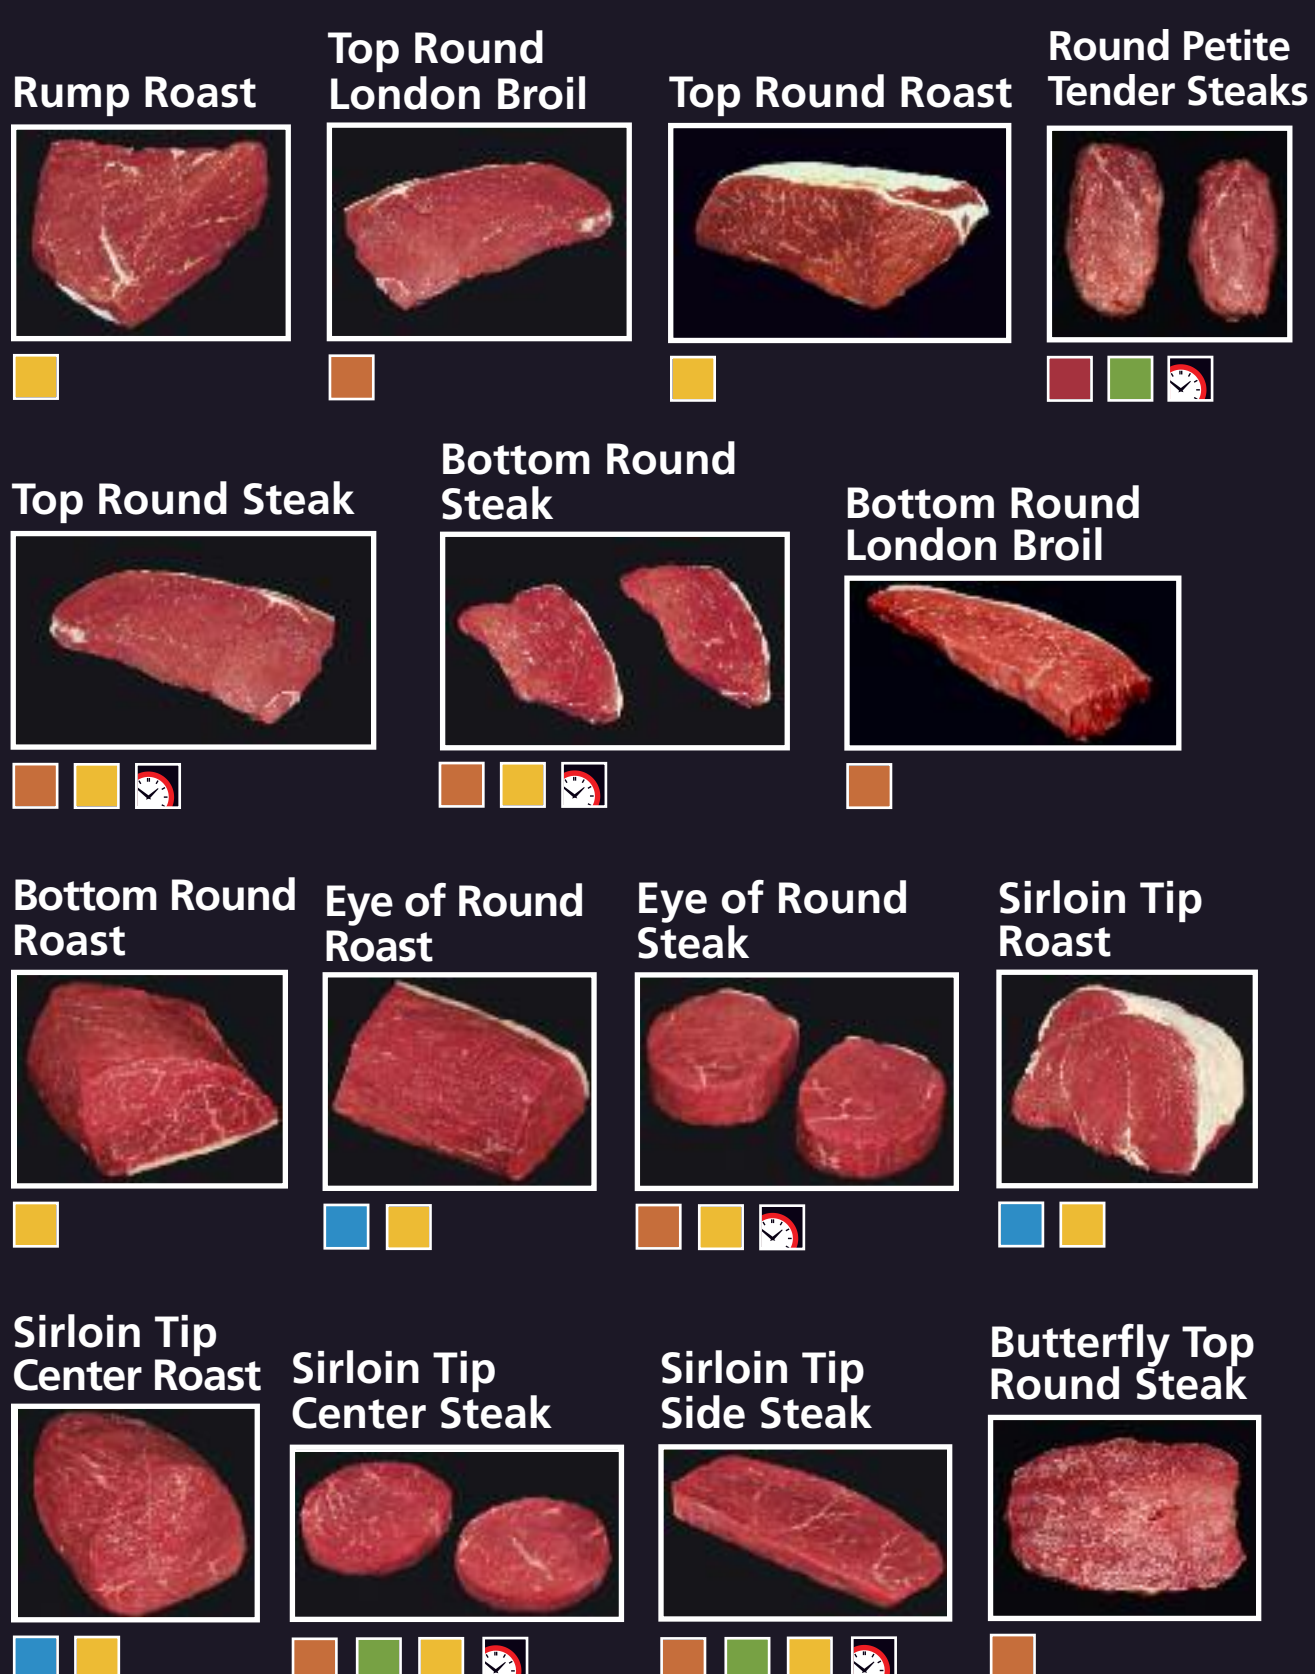 Rump Roast
Top Round
London Broil
Top Round Roast
Round Petite
Tender Steaks
Top Round Steak
Bottom Round
Steak
Bottom Round
London Broil
Bottom Round
Roast
Eye of Round
Roast
Eye of Round
Steak
Sirloin Tip
Roast
Sirloin Tip
Center Roast
Sirloin Tip
Center Steak
Sirloin Tip
Side Steak
Butterfly Top
Round Steak